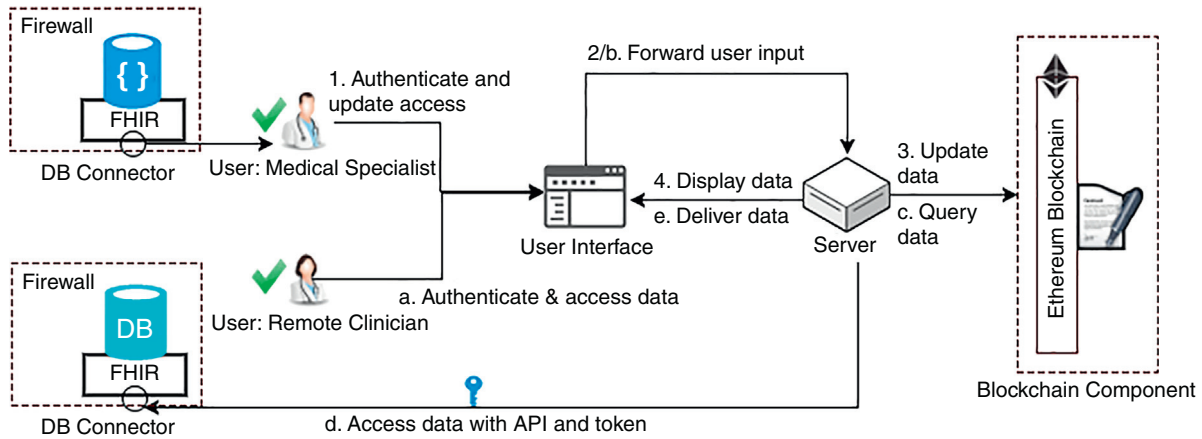 Firewall
{ }
FHIR
DB Connector
1. Authenticate and
update access
User: Medical Specialist
2/b. Forward user input
User Interface
4. Display data
e. Deliver data
Server
3. Update
data
c. Query
data
Ethereum Blockchain
Blockchain Component
Firewall
DB
FHIR
DB Connector
User: Remote Clinician
a. Authenticate & access data
d. Access data with API and token